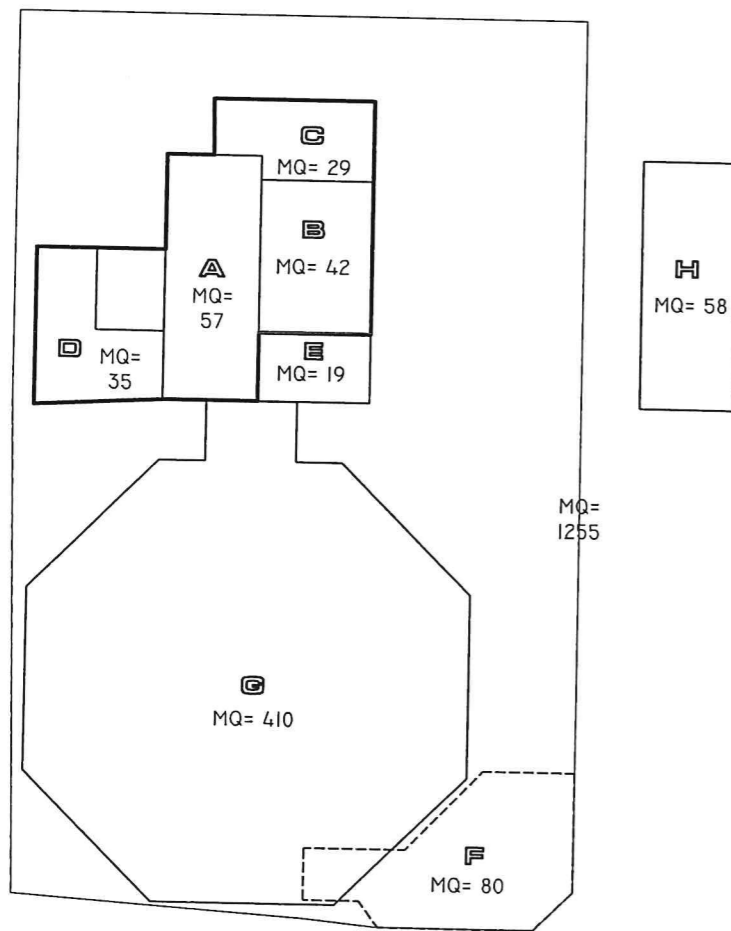 C
MQ= 29
B
MQ= 42
A
MQ=
57
H
MQ= 58
D
MQ=
35
E
MQ= 19
MQ=
1255
G
MQ= 410
F
MQ= 80